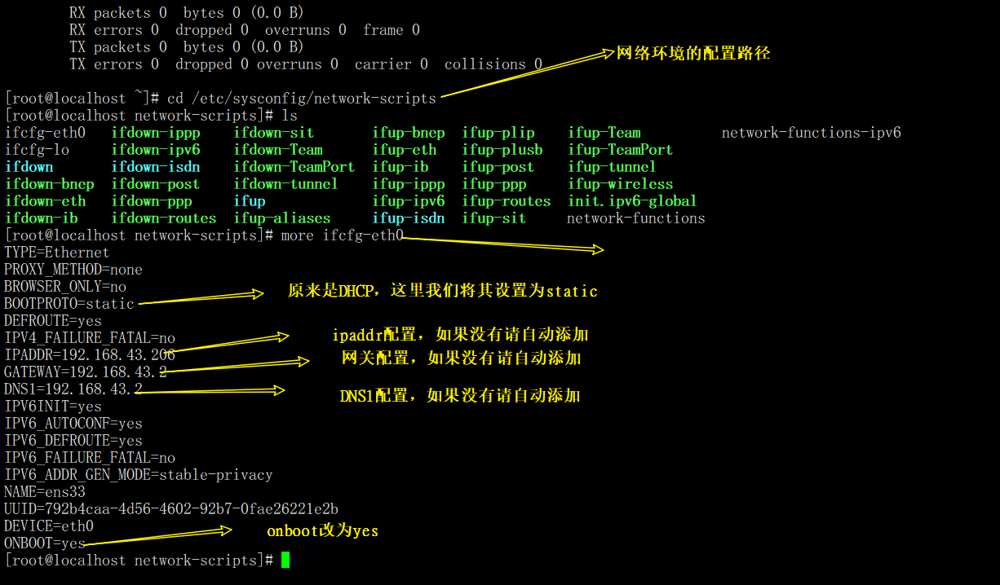 RX packets 0  bytes 0 (0.0 B)
RX errors 0  dropped 0  overruns 0  frame 0
TX packets 0  bytes 0 (0.0 B)
TX errors 0  dropped 0 overruns 0  carrier 0  collisions 0
网络环境的配置路径
[root@localhost ~]# cd /etc/sysconfig/network-scripts
[root@localhost network-scripts]# ls
ifcfg-eth0   ifdown-ippp    ifdown-sit       ifup-bnep  ifup-plip    ifup-Team          network-functions-ipv6
ifcfg-lo     ifdown-ipv6    ifdown-Team      ifup-eth   ifup-plusb   ifup-TeamPort
ifdown       ifdown-isdn    ifdown-TeamPort  ifup-ib    ifup-post    ifup-tunnel
ifdown-bnep  ifdown-post    ifdown-tunnel    ifup-ippp  ifup-ppp     ifup-wireless
ifdown-eth   ifdown-ppp     ifup             ifup-ipv6  ifup-routes  init.ipv6-global
ifdown-ib    ifdown-routes  ifup-aliases     ifup-isdn  ifup-sit     network-functions
[root@localhost network-scripts]# more ifcfg-eth0
TYPE=Ethernet
PROXY_METHOD=none
BROWSER_ONLY=no
BOOTPROTO=static
原来是DHCP，这里我们将其设置为static
DEFROUTE=yes
IPV4_FAILURE_FATAL=no
ipaddr配置，如果没有请自动添加
IPADDR=192.168.43.206
网关配置，如果没有请自动添加
GATEWAY=192.168.43.2
DNS1=192.168.43.2
DNS1配置，如果没有请自动添加
IPV6INIT=yes
IPV6_AUTOCONF=yes
IPV6_DEFROUTE=yes
IPV6_FAILURE_FATAL=no
IPV6_ADDR_GEN_MODE=stable-privacy
NAME=ens33
UUID=792b4caa-4d56-4602-92b7-0fae26221e2b
DEVICE=eth0
onboot改为yes
ONBOOT=yes
[root@localhost network-scripts]#